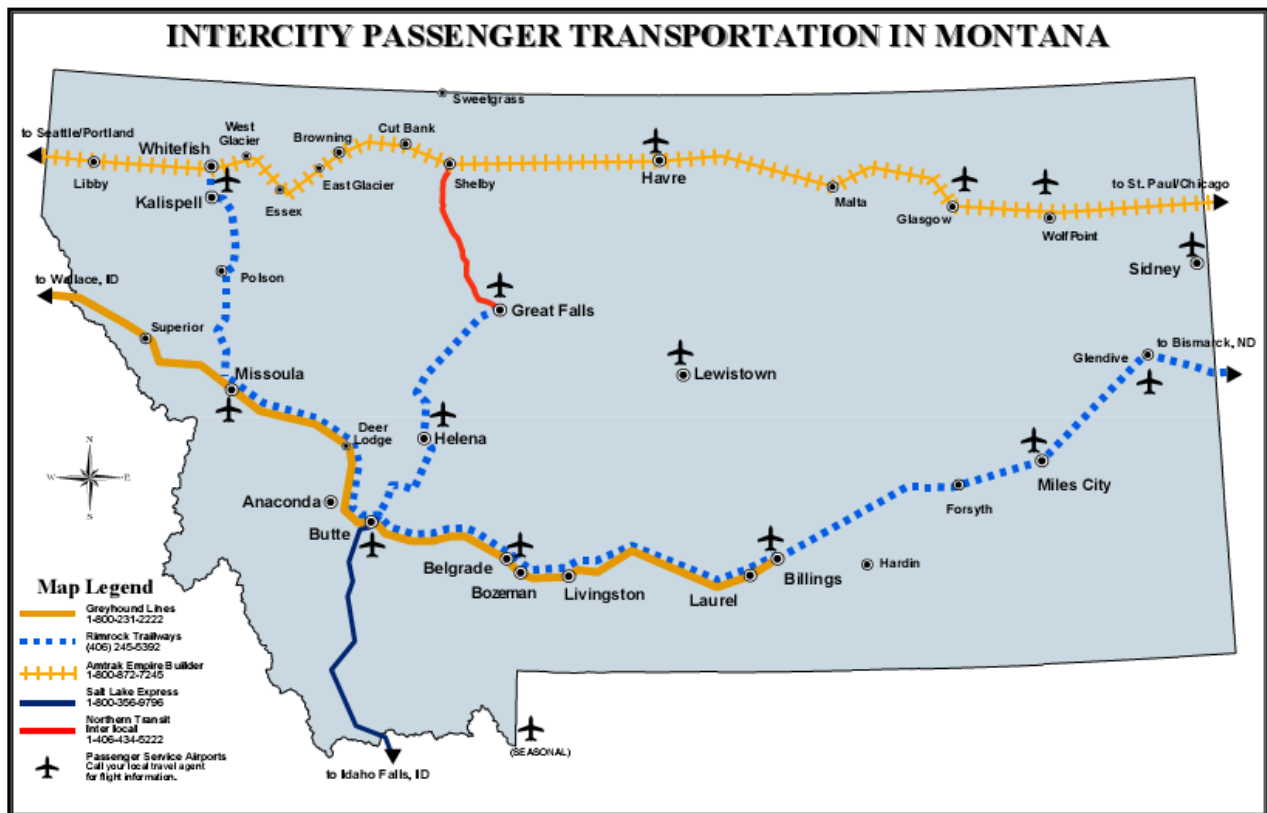 INTERCITY PASSENGER TRANSPORTATION IN MONTANA
Sweetgrass
to Seattle/Portland
West
Glacier
Browning
Cut Bank
Whitefish
Libby
Kalispell
Essex
East Glacier
Shelby
Havre
Malta
Glasgow
Wolf Point
to St. Paul/Chicago
Sidney
to Wallace, ID
Polson
Superior
Great Falls
Missoula
Lewistown
Glendive
to Bismarck, ND
Deer
Lodge
Helena
N
W
E
S
Anaconda
Butte
Miles City
Forsyth
Belgrade
Bozeman
Livingston
Laurel
Billings
Hardin
Map Legend
Greyhound Lines
1-800-231-2222
Rimrock Trailways
(406) 245-5392
Amtrak Empire Builder
1-800-872-7245
Salt Lake Express
1-800-356-9796
Northern Transit
Inter local
1-406-434-5222
Passenger Service Airports
Call your local travel agent
for flight information.
(SEASONAL)
to Idaho Falls, ID